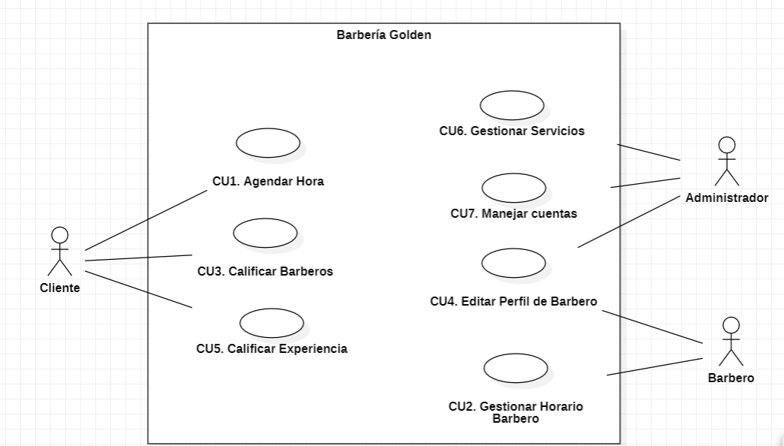 Barbería Golden
CU6. Gestionar Servicios
CU1. Agendar Hora
Administrador
CU7. Manejar cuentas
CU3. Calificar Barberos
Cliente
CU4. Editar Perfil de Barbero
CU5. Calificar Experiencia
Barbero
CU2. Gestionar Horario
Barbero